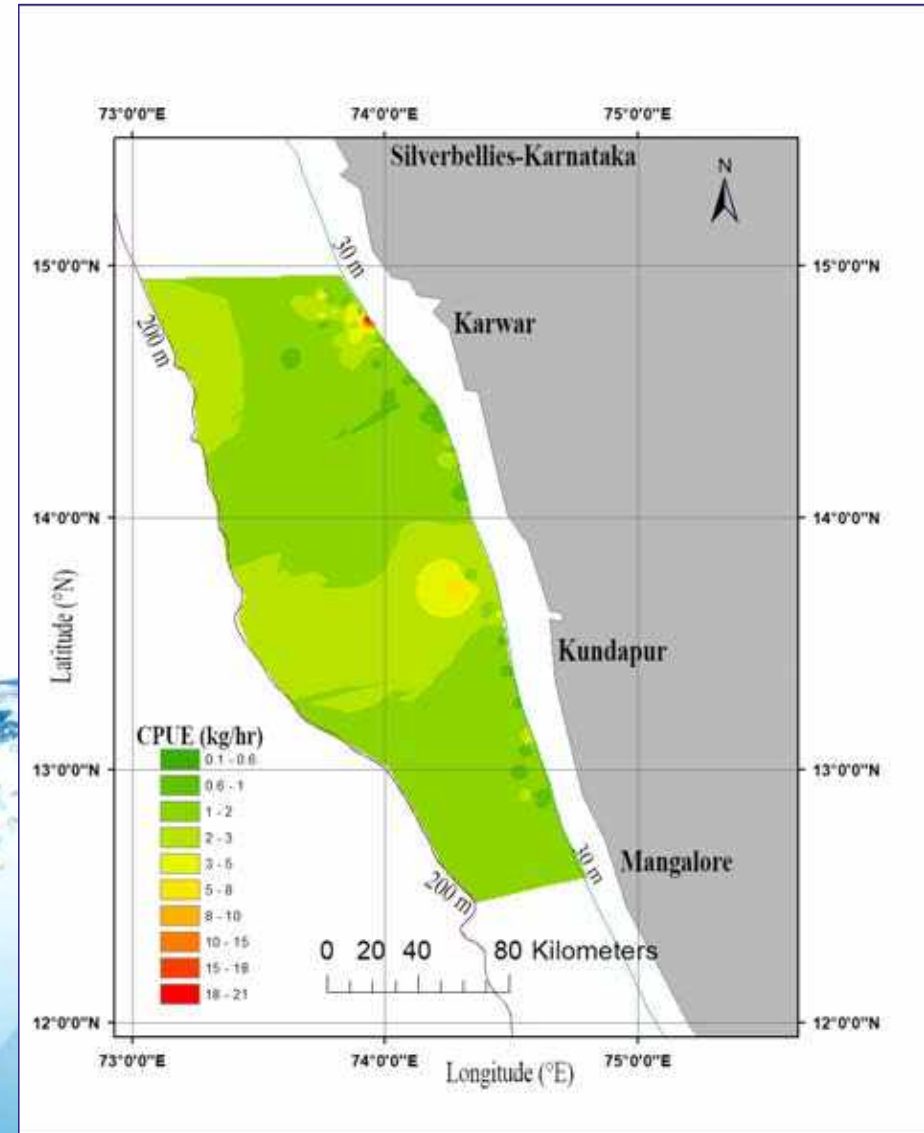 73°0'0"E 74°0'0"E 75°0'0"E
Silverbellies-Karnataka
N
15°0'0"N 15°0'0"N
30 m
200 m
Karwar
14°0'0"N 14°0'0"N
Latitude (°N)
Kundapur
CPUE (kg/hr)
0.1 - 0.6
0.6 - 1
1 - 2
2 - 3
3 - 5
5 - 8
8 - 10
10 - 15
15 - 18
18 - 21
13°0'0"N 13°0'0"N
30 m
Mangalore
200 m
0 20 40 80 Kilometers
12°0'0"N 12°0'0"N
73°0'0"E 74°0'0"E 75°0'0"E
Longitude (°E)